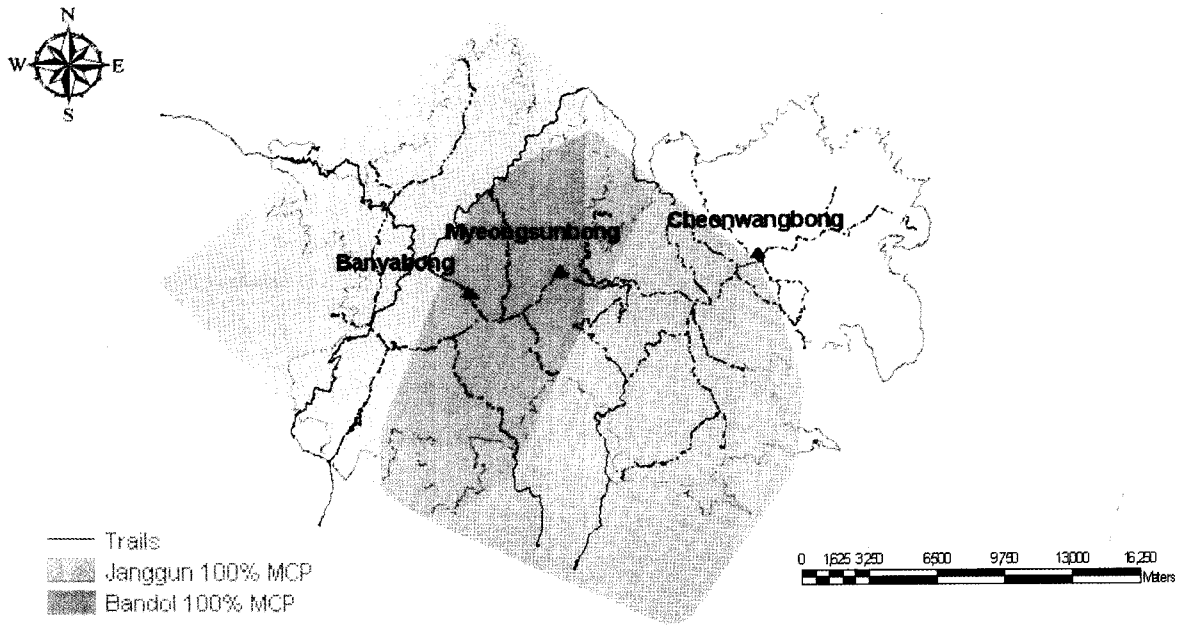 N
W E
S
Cheonwangbong
Myeongsunbong
Banyabong
Trails
Janggun 100% MCP
Bandol 100% MCP
0 1,625 3,250 6,500 9,750 13,000 16,250
Meters